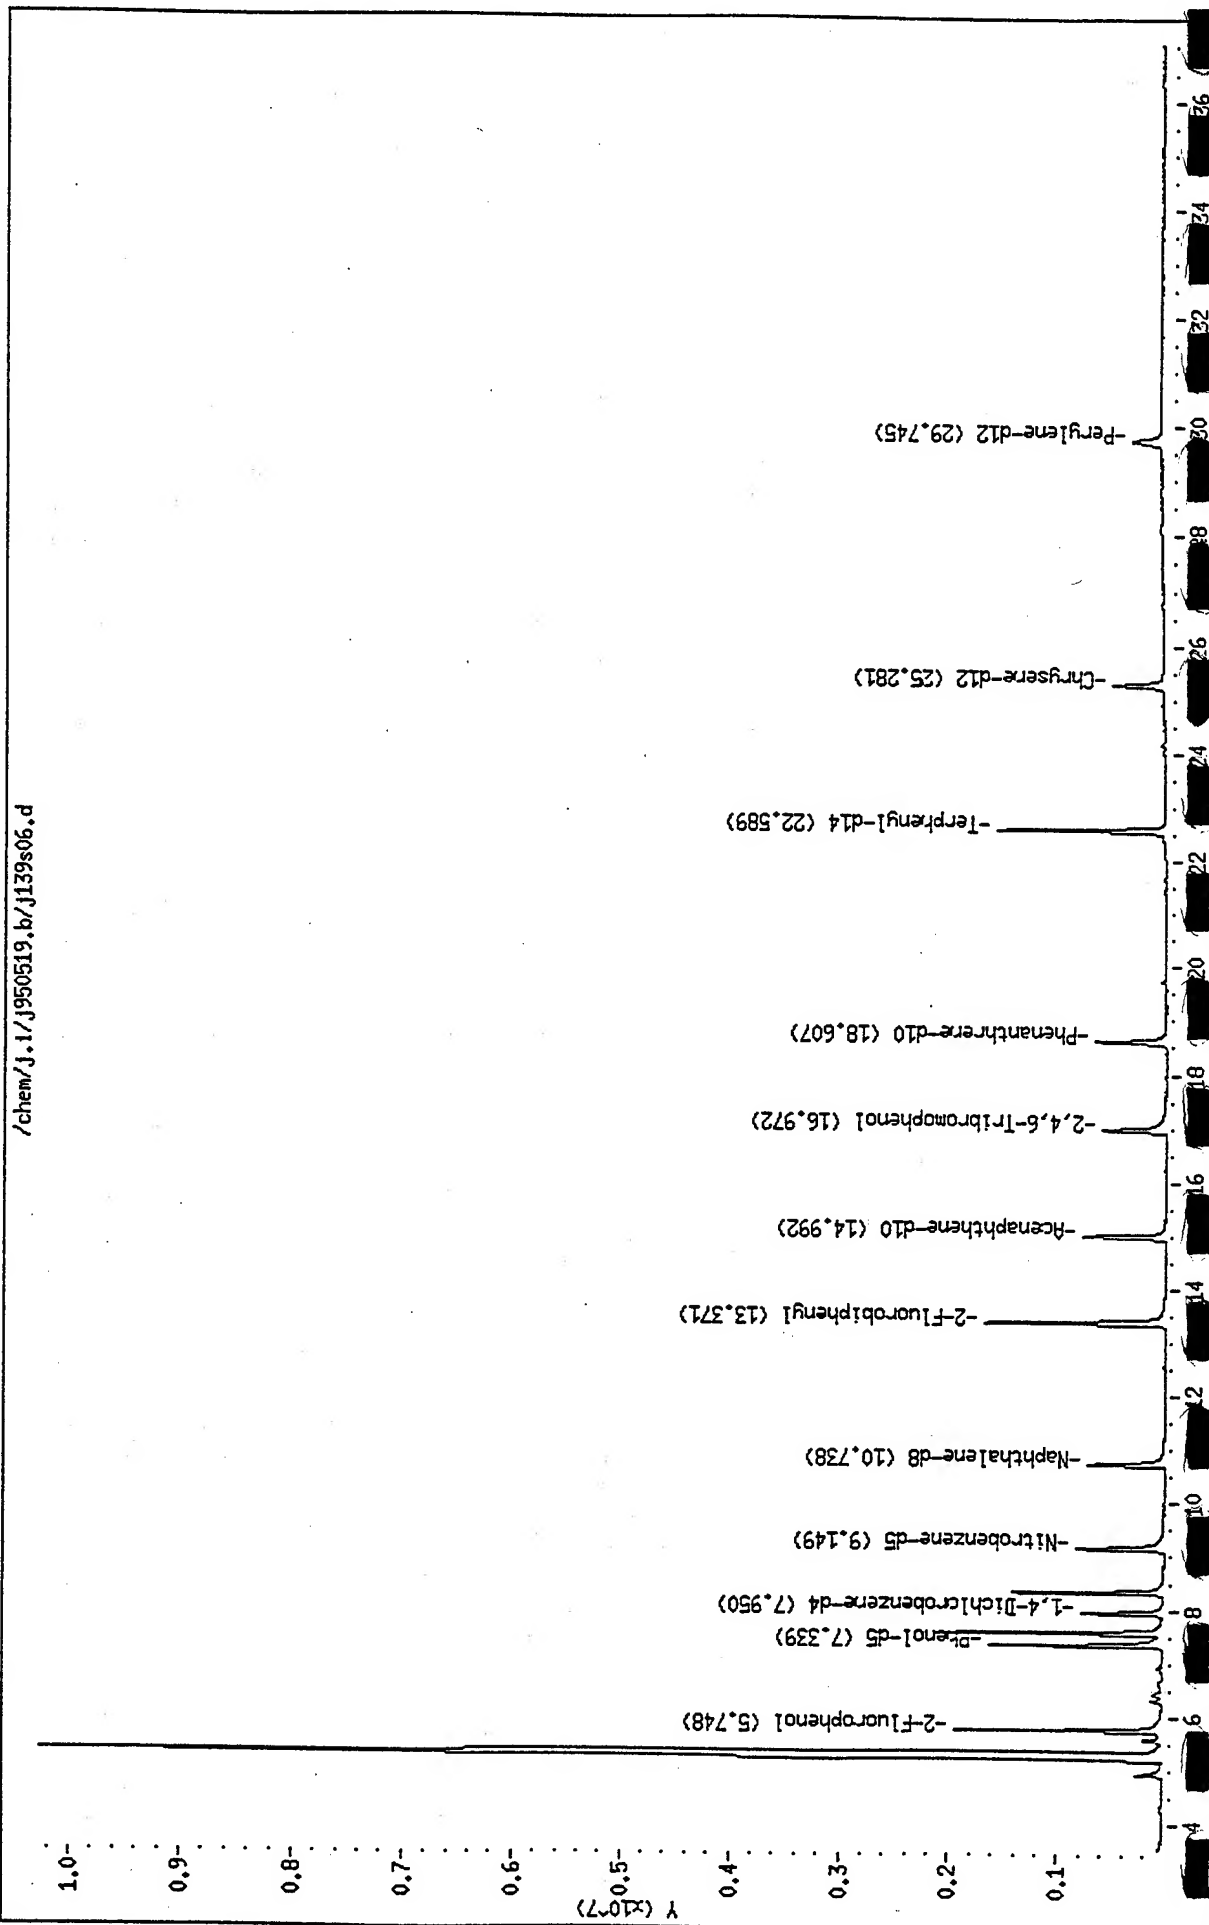 /chem/j.i/j950519.b/j139s06.d
Y (x10^7)
1.0-
0.9-
0.8-
0.7-
0.6-
0.5-
0.4-
0.3-
0.2-
0.1-
-2-Fluorophenol (5.748)
-Phenol-d5 (7.339)
-1,4-Dichlorobenzene-d4 (7.950)
-Nitrobenzene-d5 (9.149)
-Naphthalene-d8 (10.738)
-2-Fluorobiphenyl (13.371)
-Acenaphthene-d10 (14.992)
-2,4,6-Tribromophenol (16.972)
-Phenanthrene-d10 (18.607)
-Terphenyl-d14 (22.589)
-Chrysene-d12 (25.281)
-Perylene-d12 (29.745)
4 6 8 10 12 14 16 18 20 22 24 26 28 30 32 34 36